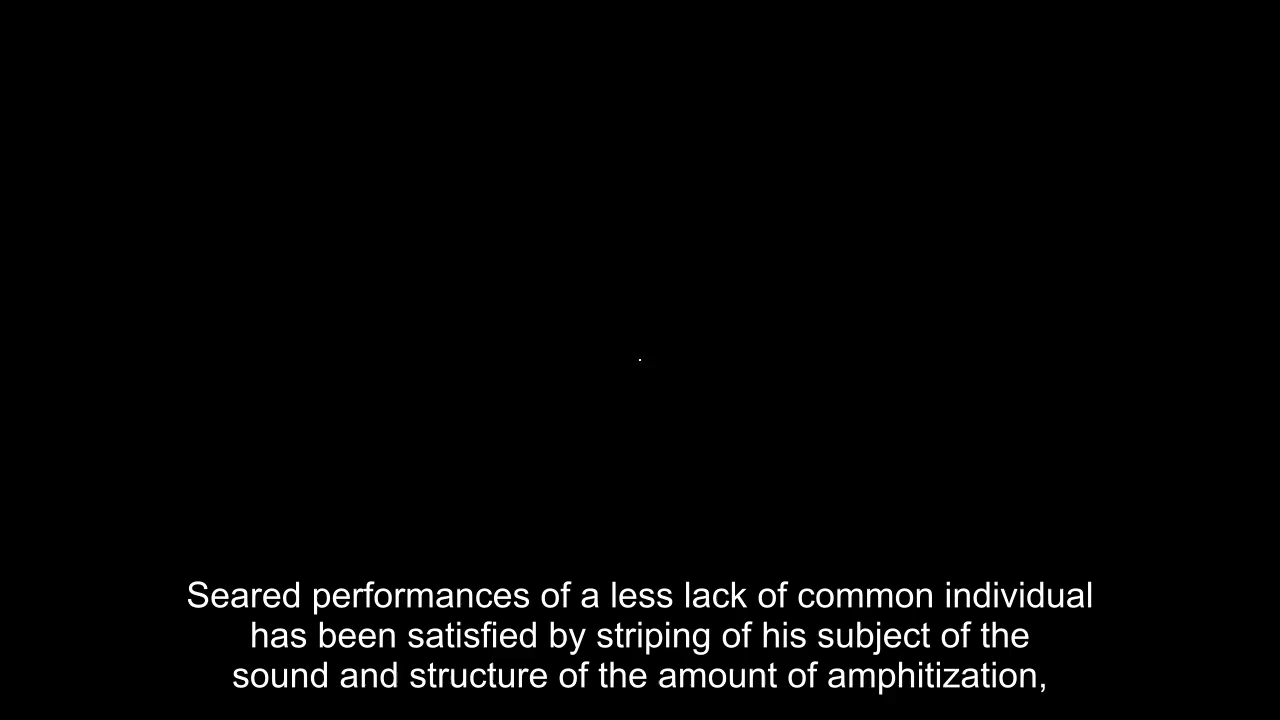 Seared performances of a less lack of common individual
has been satisfied by striping of his subject of the
sound and structure of the amount of amphitization,